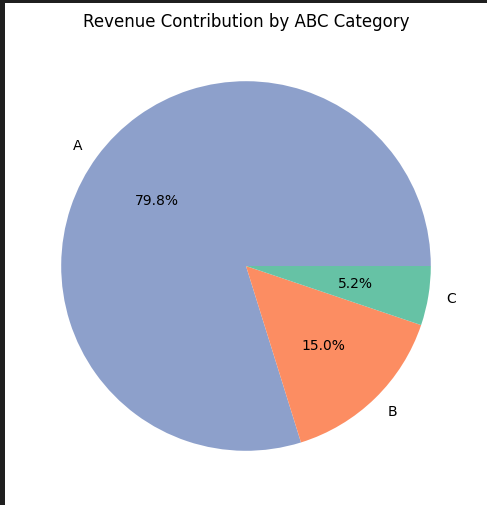 Revenue Contribution by ABC Category
A
79.8%
5.2%
C
15.0%
B